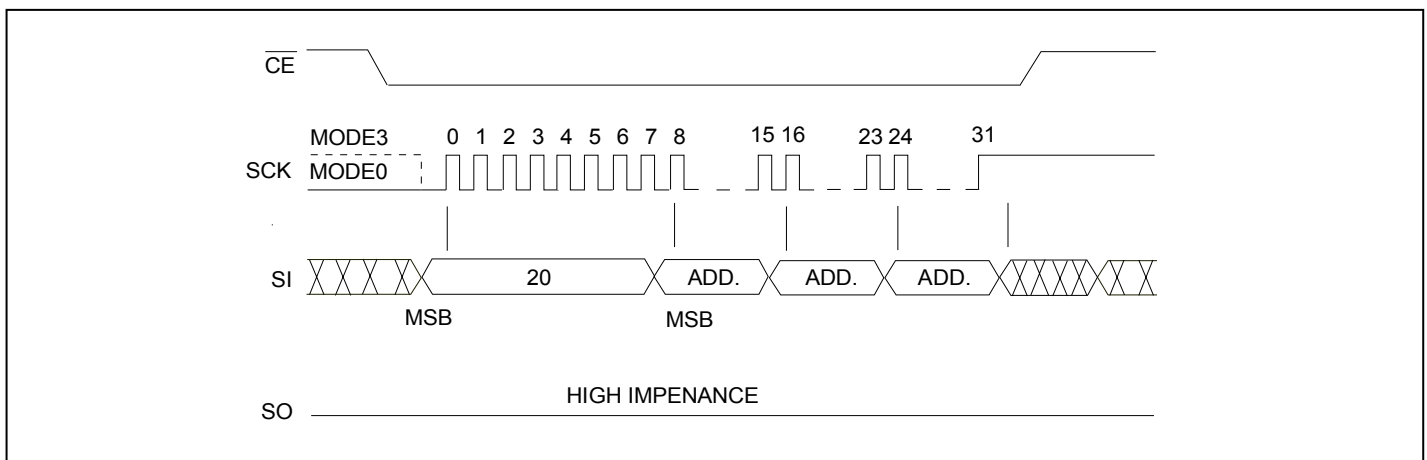 CE
MODE3 0 1 2 3 4 5 6 7 8 15 16 23 24 31
SCK MODE0
SI 20 ADD. ADD. ADD.
MSB MSB
HIGH IMPENANCE
SO